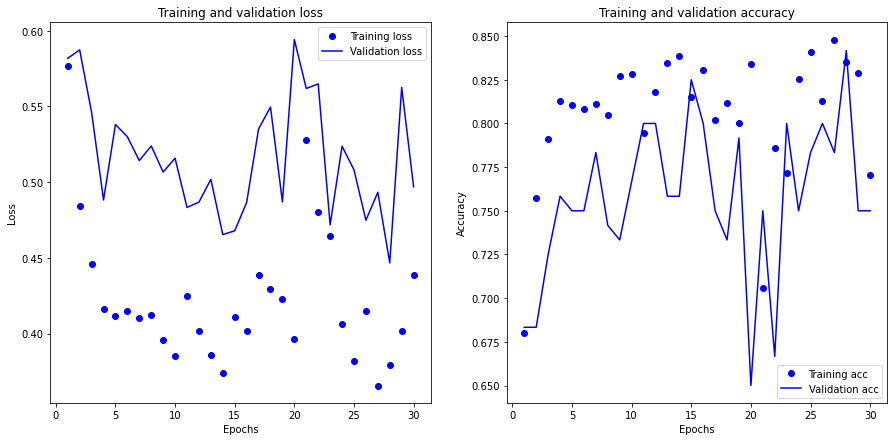 Training and validation loss
Training loss
Validation loss
0.60
0.55
0.50
0.45
0.40
Loss
0
5
10
15
20
25
30
Epochs
Training and validation accuracy
0.850
0.825
0.800
0.775
0.750
0.725
0.700
0.675
0.650
Accuracy
Training acc
Validation acc
0
5
10
15
20
25
30
Epochs